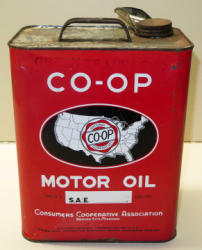 CO-OP
CO-OP
MOTOR OIL
S.A.E.
CONSUMERS COOPERATIVE ASSOCIATION